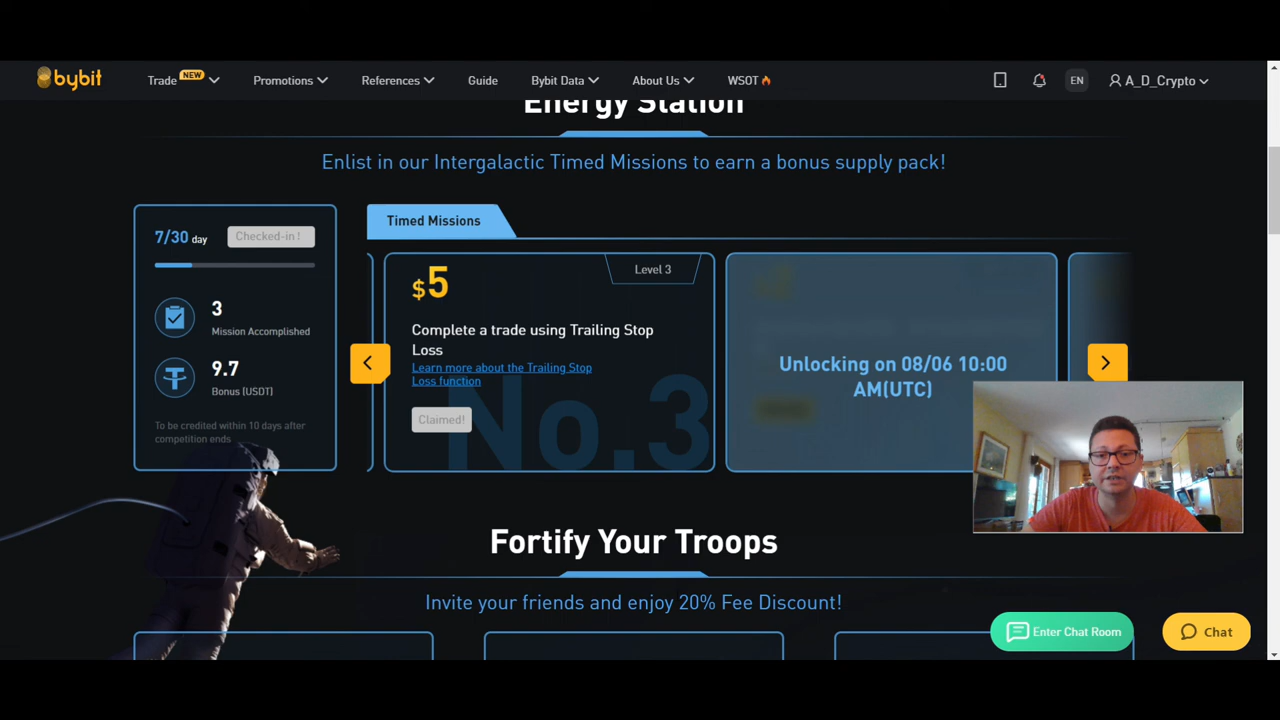 bybit
Trade NEW
Promotions
References
Guide
Bybit Data
About Us
WSOT
EN
A_D_Crypto
Energy Station
Enlist in our Intergalactic Timed Missions to earn a bonus supply pack!
7/30 day
Checked-in !
3
Mission Accomplished
9.7
Bonus (USDT)
To be credited within 10 days after
competition ends
Timed Missions
Level 3
$5
Complete a trade using Trailing Stop
Loss
Learn more about the Trailing Stop
Loss function
Claimed!
No.3
Unlocking on 08/06 10:00
AM(UTC)
Fortify Your Troops
Invite your friends and enjoy 20% Fee Discount!
Enter Chat Room
Chat